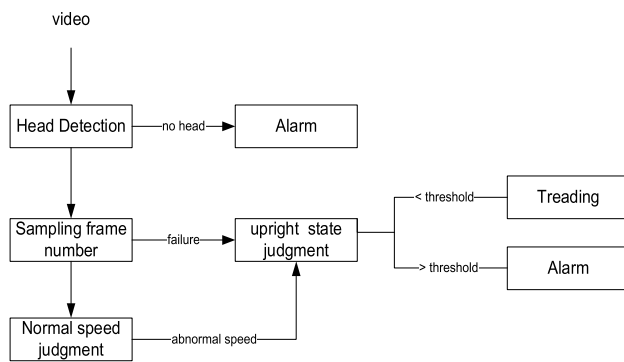 video
Head Detection
no head
Alarm
Sampling frame
number
failure
upright state
judgment
< threshold
Treading
> threshold
Alarm
Normal speed
judgment
abnormal speed